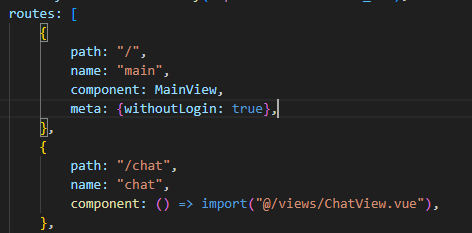 routes: [
{
path: "/",
name: "main",
component: MainView,
meta: {withoutLogin: true},
},
{
path: "/chat",
name: "chat",
component: () => import("@/views/ChatView.vue"),
},